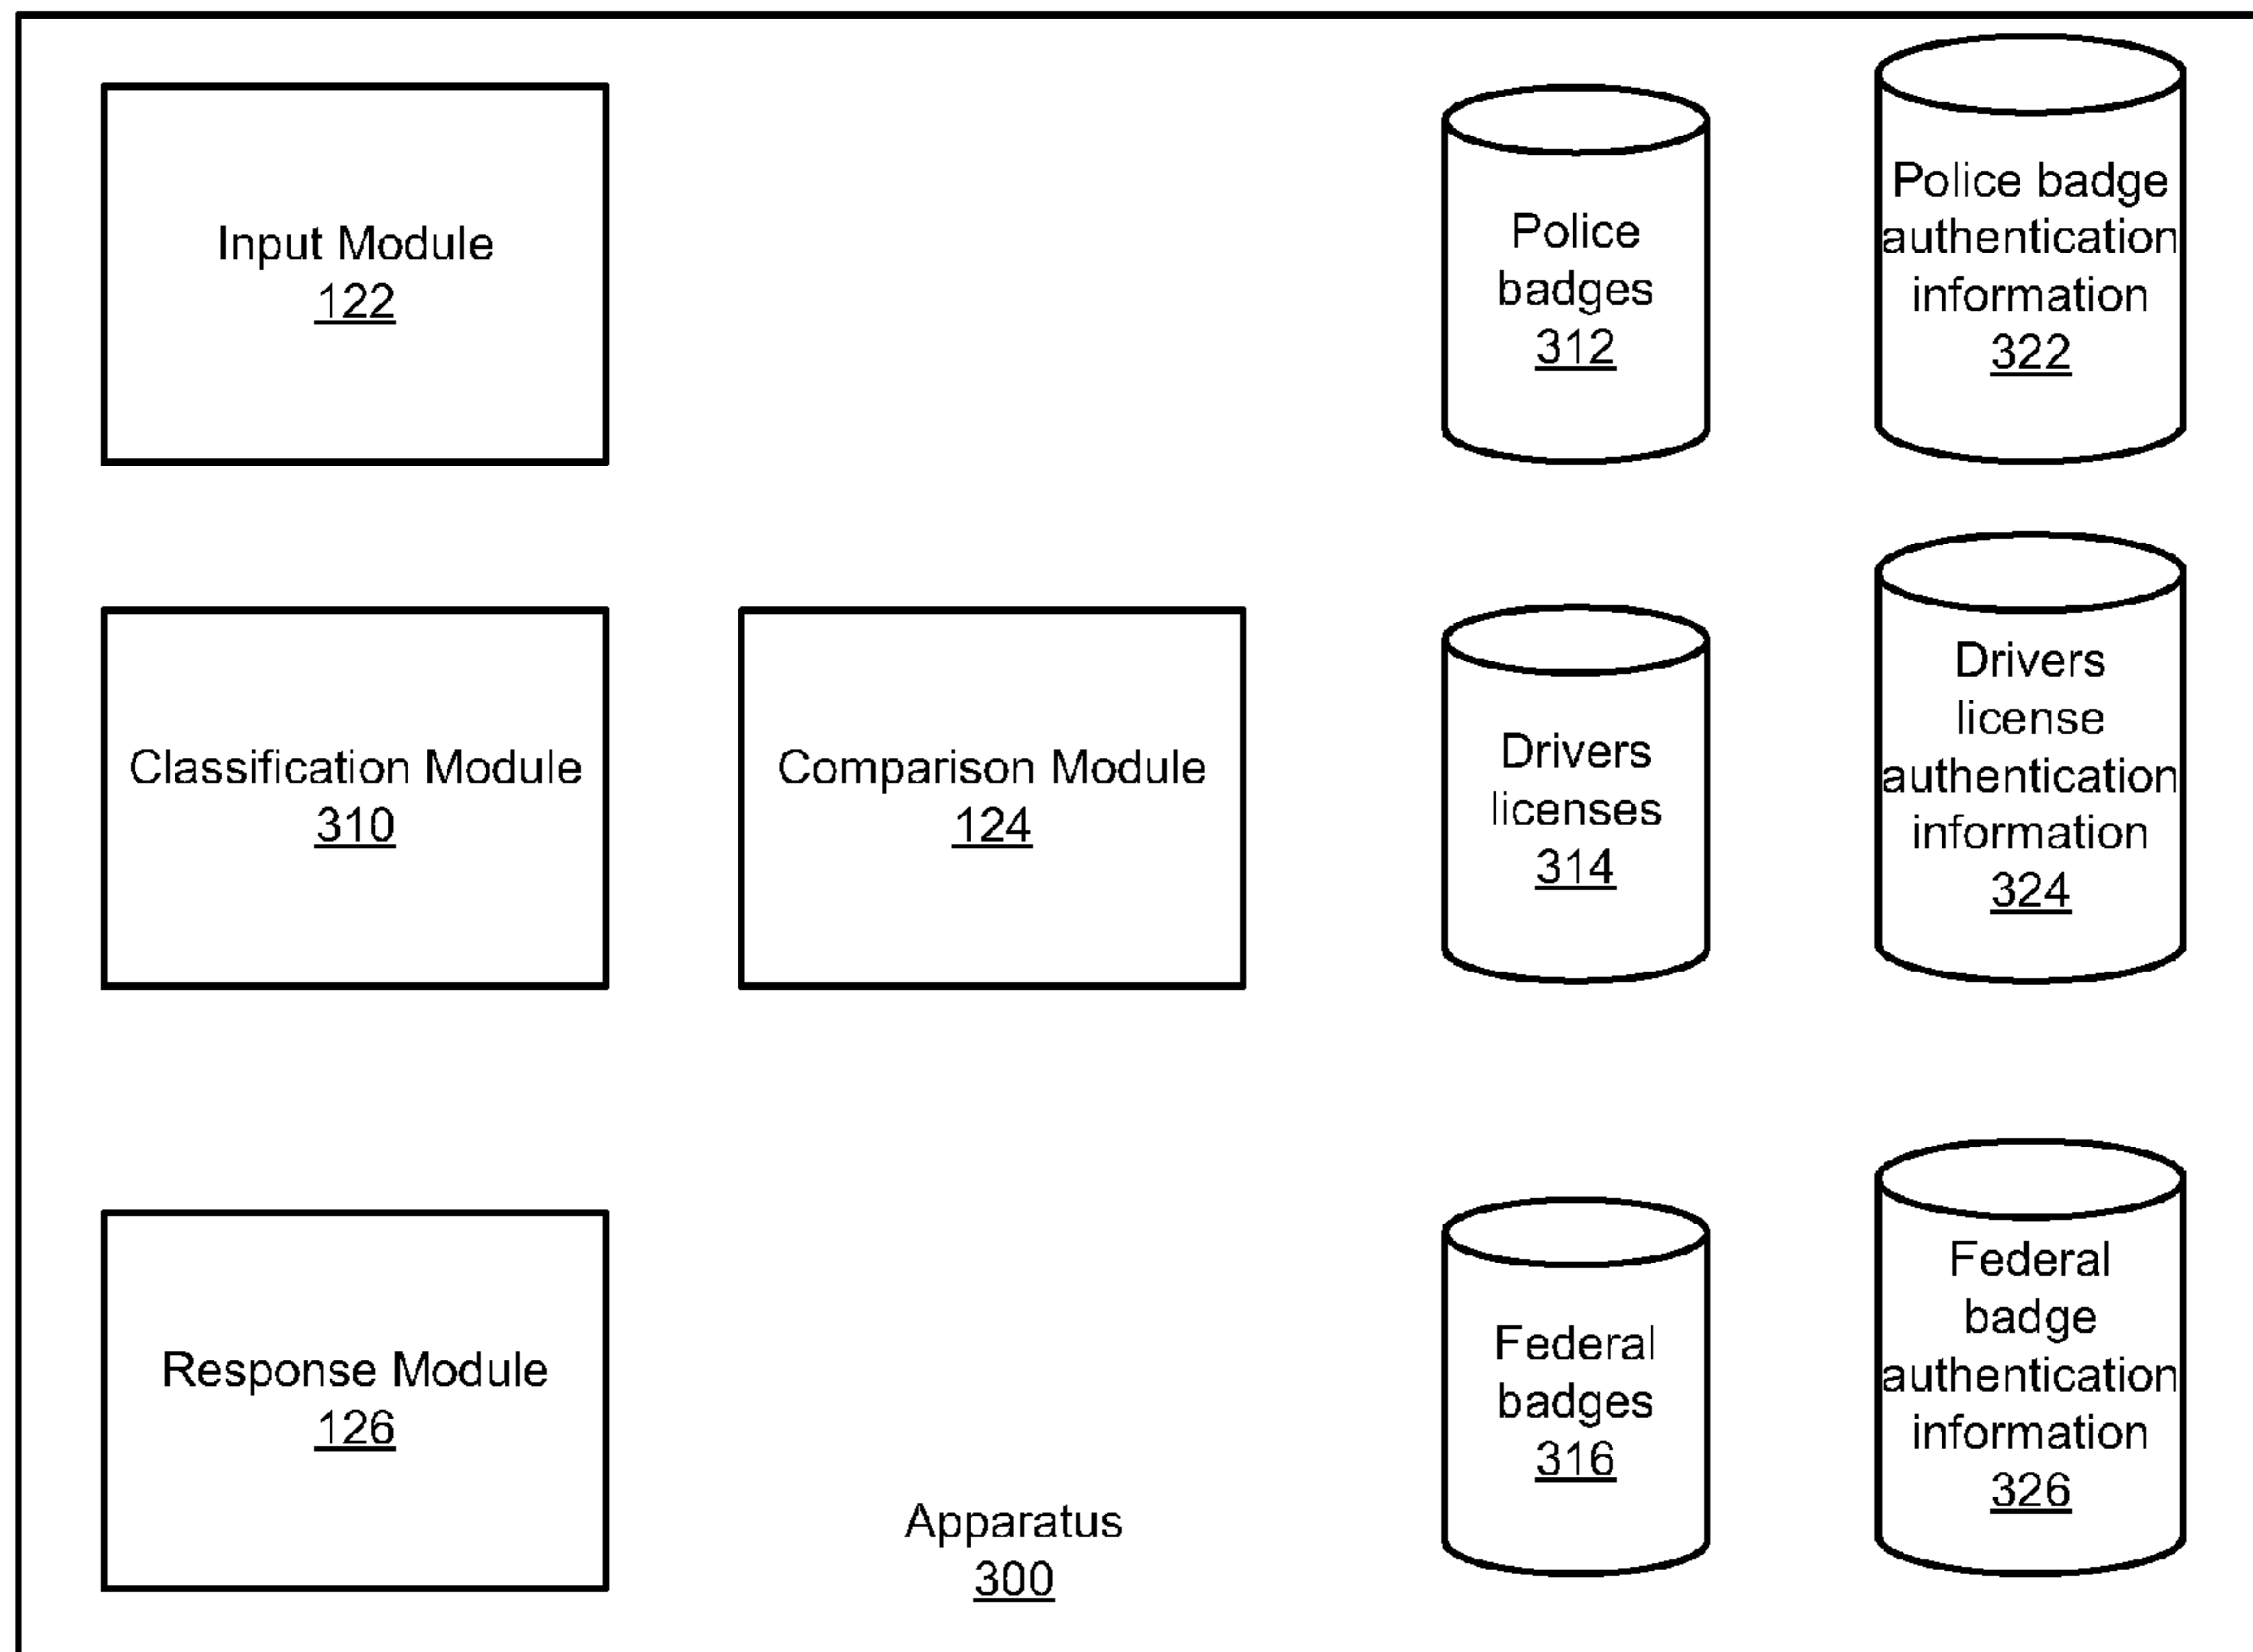 Input Module
122
Police
badges
312
Police badge
authentication
information
322
Classification Module
310
Comparison Module
124
Drivers
licenses
314
Drivers
license
authentication
information
324
Response Module
126
Apparatus
300
Federal
badges
316
Federal
badge
authentication
information
326